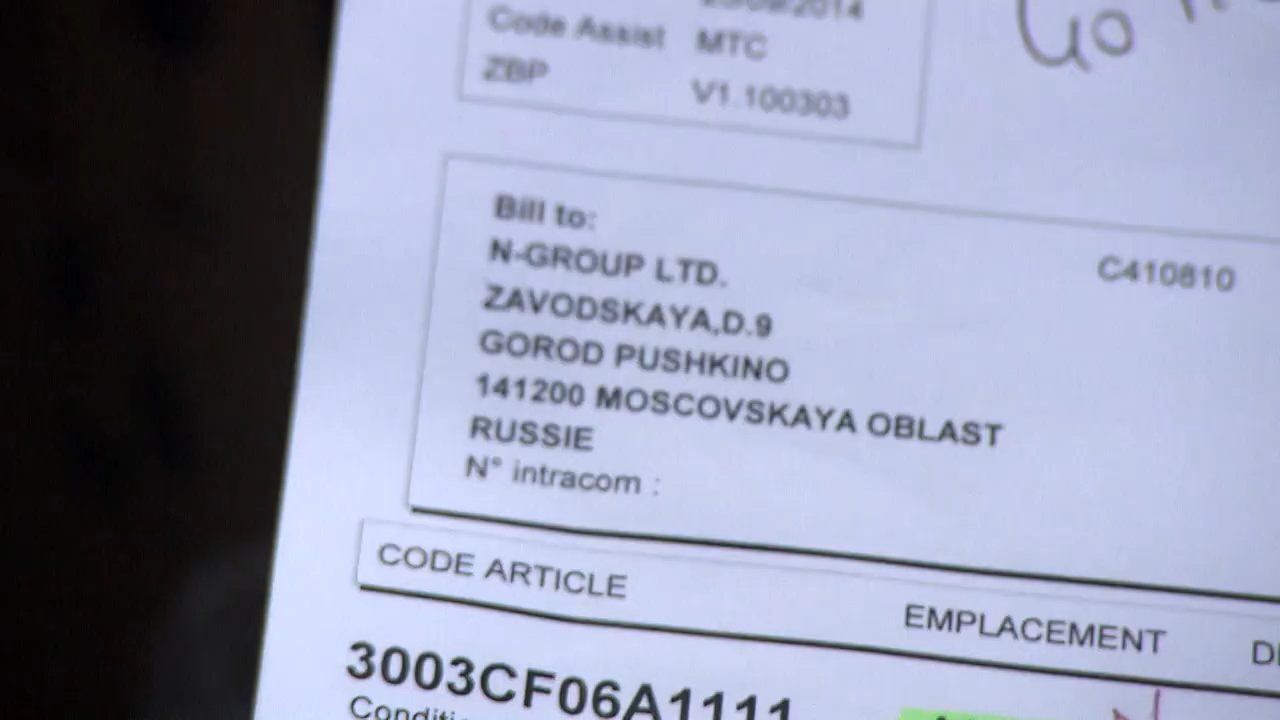 Code Assist MTC
ZBP V1.100303
Bill to:
N-GROUP LTD. C410810
ZAVODSKAYA,D.9
GOROD PUSHKINO
141200 MOSCOVSKAYA OBLAST
RUSSIE
N° intracom :
CODE ARTICLE EMPLACEMENT
3003CF06A1111